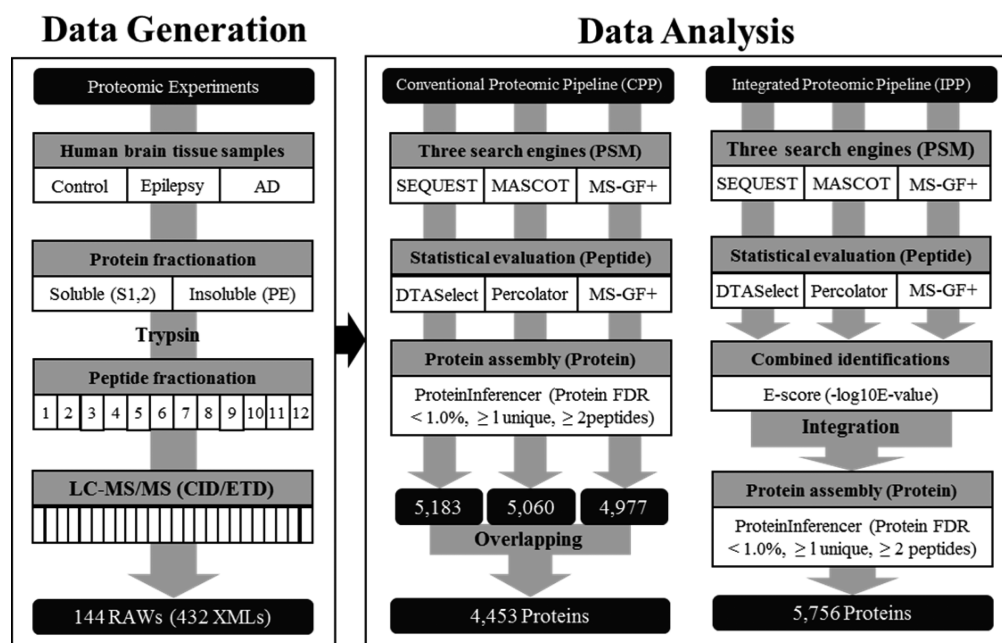 Data Generation
Proteomic Experiments
Human brain tissue samples
Control Epilepsy AD
Protein fractionation
Soluble (S1,2) Insoluble (PE)
Trypsin
Peptide fractionation
1 2 3 4 5 6 7 8 9 10 11 12
LC-MS/MS (CID/ETD)
144 RAWs (432 XMLs)
Data Analysis
Conventional Proteomic Pipeline (CPP)
Three search engines (PSM)
SEQUEST MASCOT MS-GF+
Statistical evaluation (Peptide)
DTASelect Percolator MS-GF+
Protein assembly (Protein)
ProteinInferencer (Protein FDR
< 1.0%, ≥ 1 unique, ≥ 2peptides)
5,183 5,060 4,977
Overlapping
4,453 Proteins
Integrated Proteomic Pipeline (IPP)
Three search engines (PSM)
SEQUEST MASCOT MS-GF+
Statistical evaluation (Peptide)
DTASelect Percolator MS-GF+
Combined identifications
E-score (-log10E-value)
Integration
Protein assembly (Protein)
ProteinInferencer (Protein FDR
< 1.0%, ≥ 1 unique, ≥ 2 peptides)
5,756 Proteins